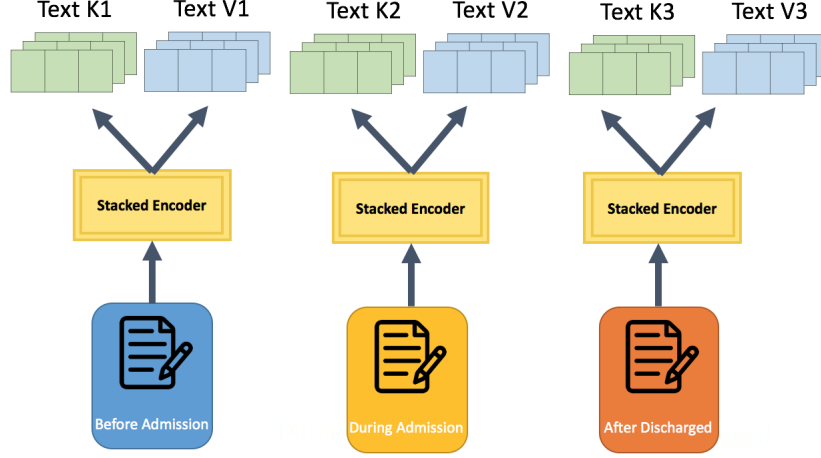 Text K1
Text V1
Text K2
Text V2
Text K3
Text V3
Stacked Encoder
Stacked Encoder
Stacked Encoder
Before Admission
During Admission
After Discharged